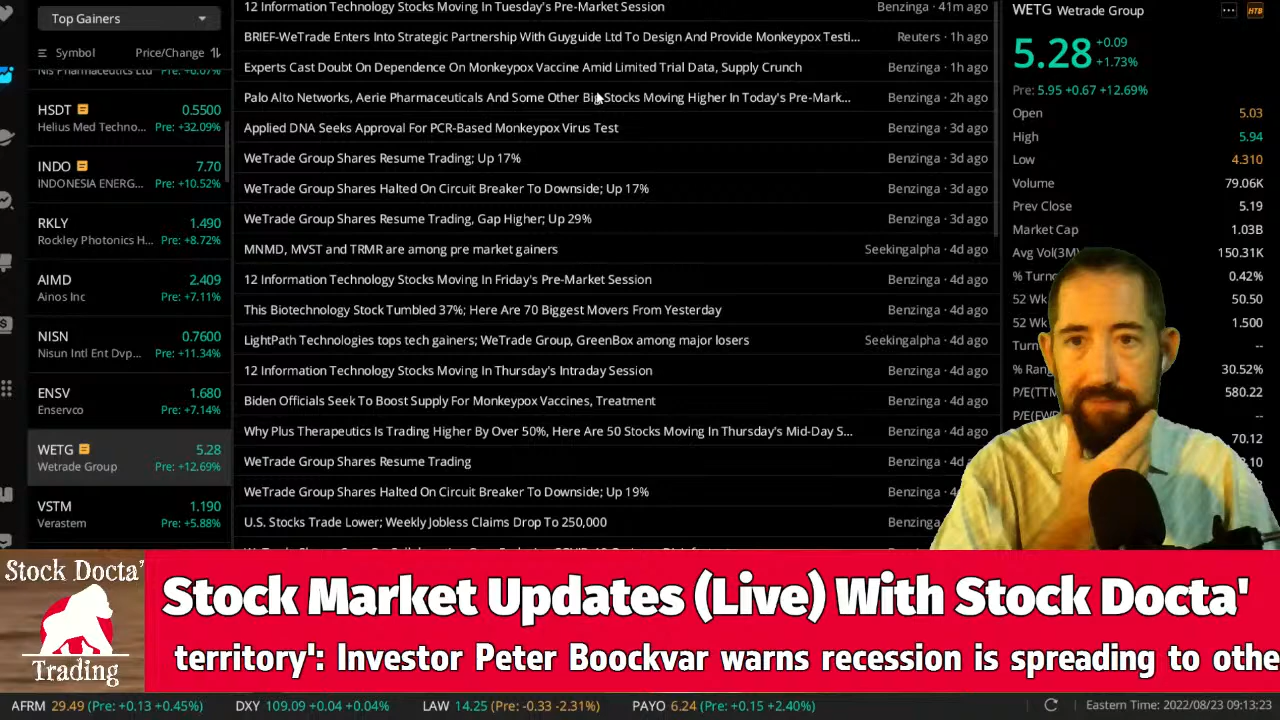 Top Gainers
Symbol Price/Change
Nls Pharmaceutics Ltd Pre: +6.07%
HSDT 0.5500
Helius Med Techno... Pre: +32.09%
INDO 7.70
INDONESIA ENERG... Pre: +10.52%
RKLY 1.490
Rockley Photonics H... Pre: +8.72%
AIMD 2.409
Ainos Inc Pre: +7.11%
NISN 0.7600
Nisun Intl Ent Dvp... Pre: +11.34%
ENSV 1.680
Enservco Pre: +7.14%
WETG 5.28
Wetrade Group Pre: +12.69%
VSTM 1.190
Verastem Pre: +5.88%
12 Information Technology Stocks Moving In Tuesday's Pre-Market Session Benzinga · 41m ago
BRIEF-WeTrade Enters Into Strategic Partnership With Guyguide Ltd To Design And Provide Monkeypox Testi... Reuters · 1h ago
Experts Cast Doubt On Dependence On Monkeypox Vaccine Amid Limited Trial Data, Supply Crunch Benzinga · 1h ago
Palo Alto Networks, Aerie Pharmaceuticals And Some Other Big Stocks Moving Higher In Today's Pre-Mark... Benzinga · 2h ago
Applied DNA Seeks Approval For PCR-Based Monkeypox Virus Test Benzinga · 3d ago
WeTrade Group Shares Resume Trading; Up 17% Benzinga · 3d ago
WeTrade Group Shares Halted On Circuit Breaker To Downside; Up 17% Benzinga · 3d ago
WeTrade Group Shares Resume Trading, Gap Higher; Up 29% Benzinga · 3d ago
MNMD, MVST and TRMR are among pre market gainers Seekingalpha · 4d ago
12 Information Technology Stocks Moving In Friday's Pre-Market Session Benzinga · 4d ago
This Biotechnology Stock Tumbled 37%; Here Are 70 Biggest Movers From Yesterday Benzinga · 4d ago
LightPath Technologies tops tech gainers; WeTrade Group, GreenBox among major losers Seekingalpha · 4d ago
12 Information Technology Stocks Moving In Thursday's Intraday Session Benzinga · 4d ago
Biden Officials Seek To Boost Supply For Monkeypox Vaccines, Treatment Benzinga · 4d ago
Why Plus Therapeutics Is Trading Higher By Over 50%, Here Are 50 Stocks Moving In Thursday's Mid-Day S... Benzinga · 4d ago
WeTrade Group Shares Resume Trading Benzinga · 4d
WeTrade Group Shares Halted On Circuit Breaker To Downside; Up 19% Benzinga · 4
U.S. Stocks Trade Lower; Weekly Jobless Claims Drop To 250,000 Benzinga
WETG Wetrade Group ... HTB
5.28 +0.09
+1.73%
Pre: 5.95 +0.67 +12.69%
Open 5.03
High 5.94
Low 4.310
Volume 79.06K
Prev Close 5.19
Market Cap 1.03B
Avg Vol(3M) 150.31K
% Turno 0.42%
52 Wk 50.50
52 Wk 1.500
Turn --
% Rang 30.52%
P/E(TTM 580.22
P/E(FWD --
70.12
.10
Stock Docta'
Trading
Stock Market Updates (Live) With Stock Docta'
territory': Investor Peter Boockvar warns recession is spreading to othe
AFRM 29.49 (Pre: +0.13 +0.45%) DXY 109.09 +0.04 +0.04% LAW 14.25 (Pre: -0.33 -2.31%) PAYO 6.24 (Pre: +0.15 +2.40%) Eastern Time: 2022/08/23 09:13:23